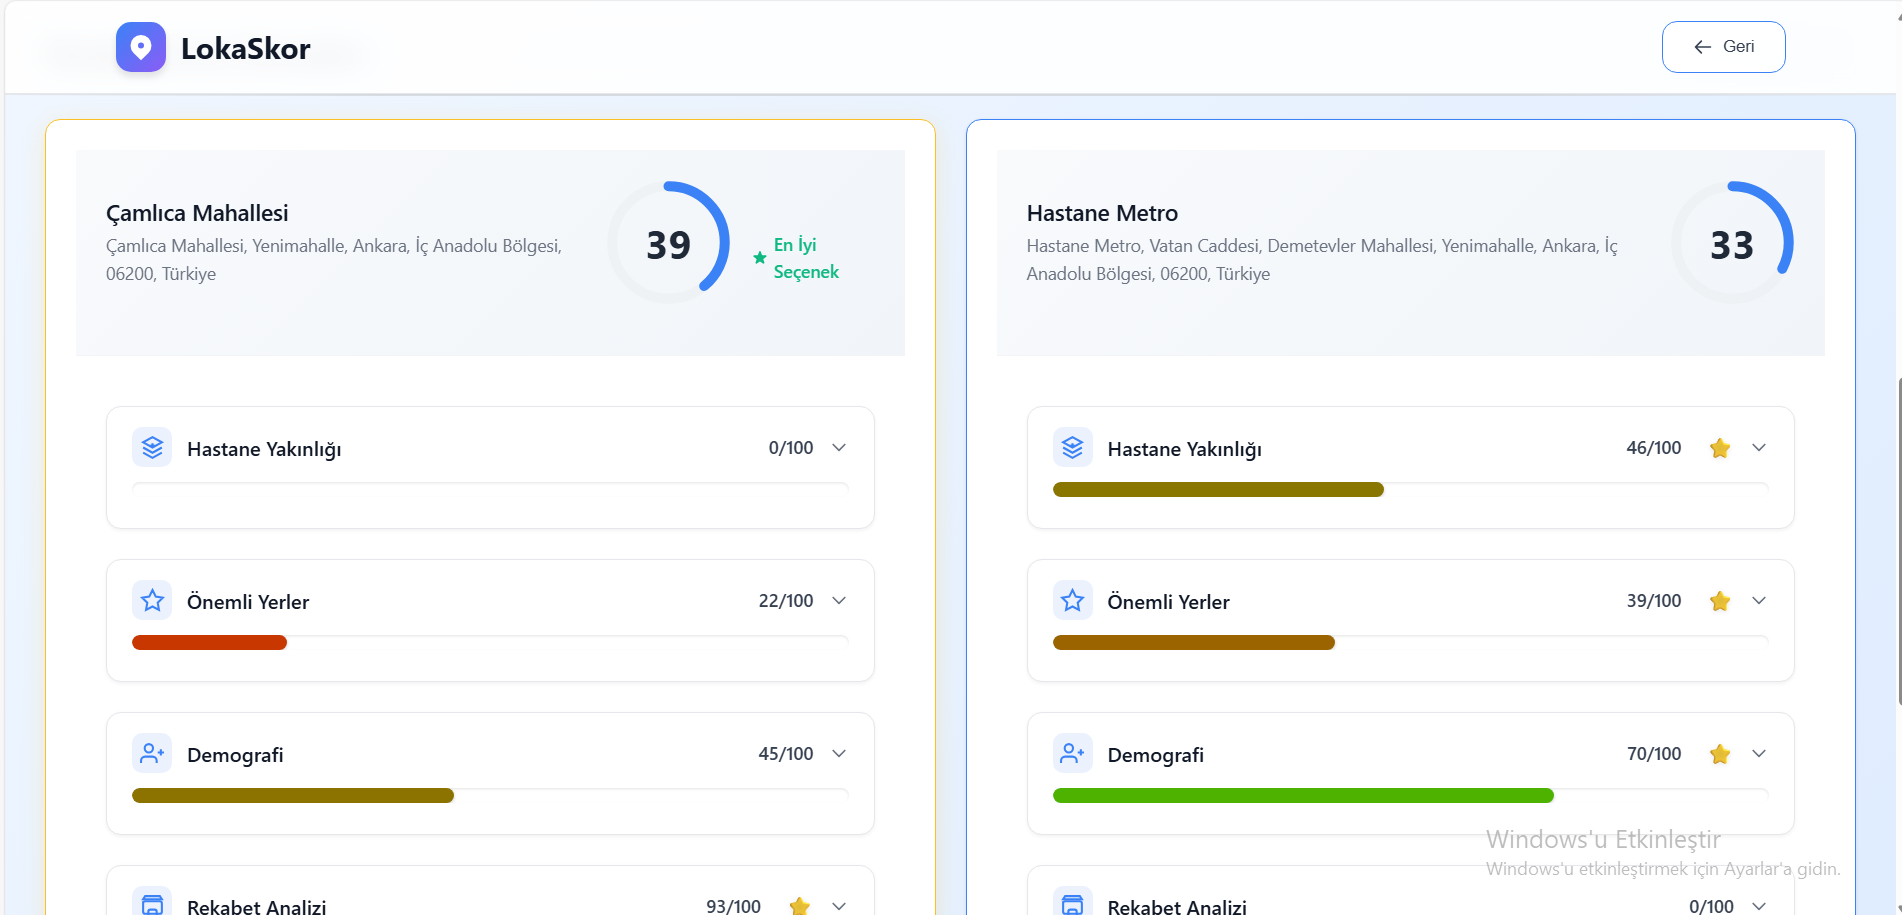 LokaSkor
Geri
Çamlıca Mahallesi
Çamlıca Mahallesi, Yenimahalle, Ankara, İç Anadolu Bölgesi,
06200, Türkiye
39
En İyi
Seçenek
Hastane Yakınlığı
0/100
Önemli Yerler
22/100
Demografi
45/100
Rekabet Analizi
93/100
Hastane Metro
Hastane Metro, Vatan Caddesi, Demetevler Mahallesi, Yenimahalle, Ankara, İç
Anadolu Bölgesi, 06200, Türkiye
33
Hastane Yakınlığı
46/100
Önemli Yerler
39/100
Demografi
70/100
Rekabet Analizi
0/100
Windows'u Etkinleştir
Windows'u etkinleştirmek için Ayarlar'a gidin.